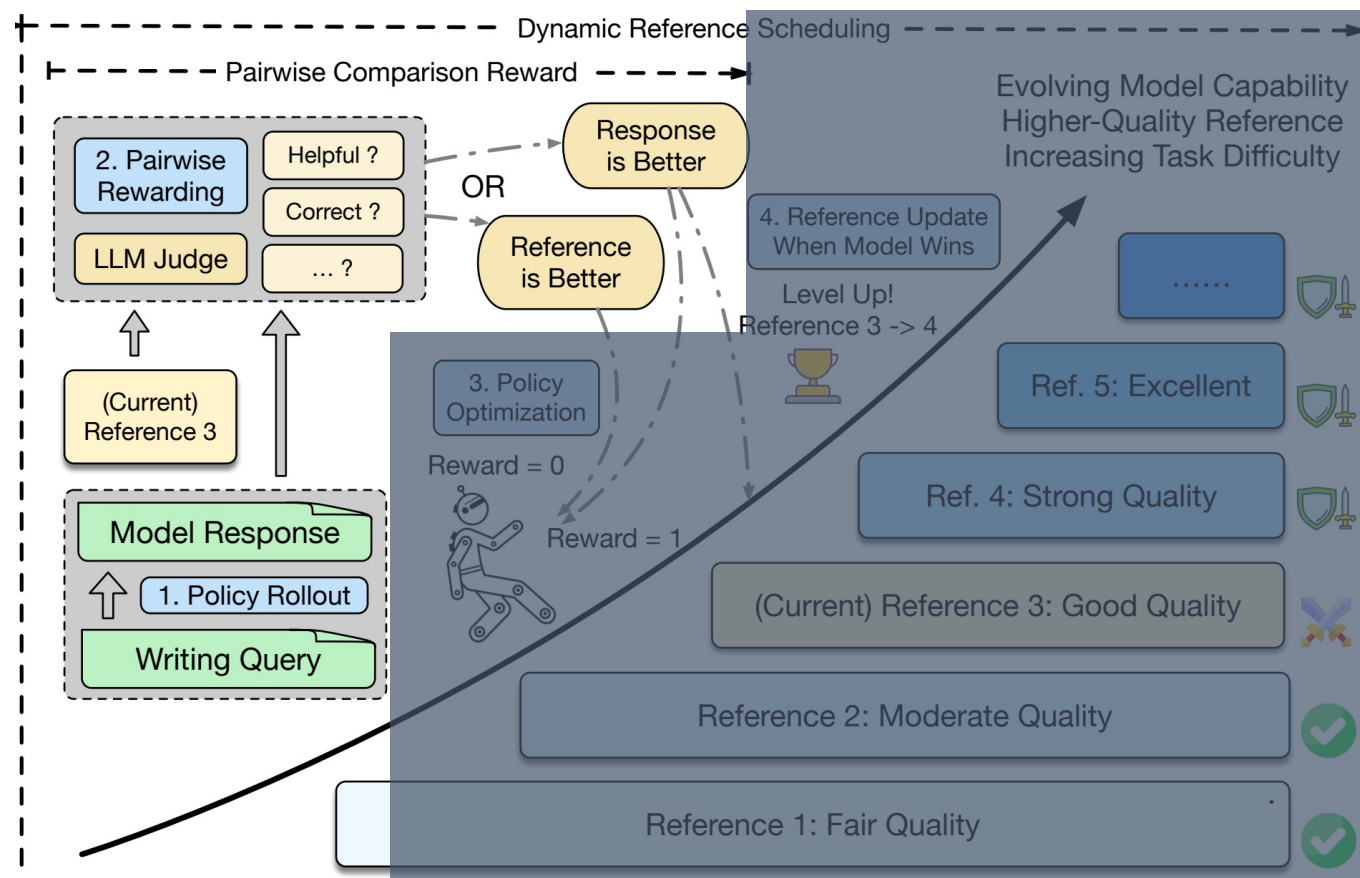 Dynamic Reference Scheduling
Pairwise Comparison Reward
Evolving Model Capability
Higher-Quality Reference
Increasing Task Difficulty
2. Pairwise
Rewarding
LLM Judge
Helpful ?
Correct ?
... ?
OR
Response
is Better
Reference
is Better
4. Reference Update
When Model Wins
Level Up!
Reference 3 -> 4
......
(Current)
Reference 3
3. Policy
Optimization
Reward = 0
Reward = 1
Ref. 5: Excellent
Ref. 4: Strong Quality
Model Response
1. Policy Rollout
Writing Query
(Current) Reference 3: Good Quality
Reference 2: Moderate Quality
Reference 1: Fair Quality